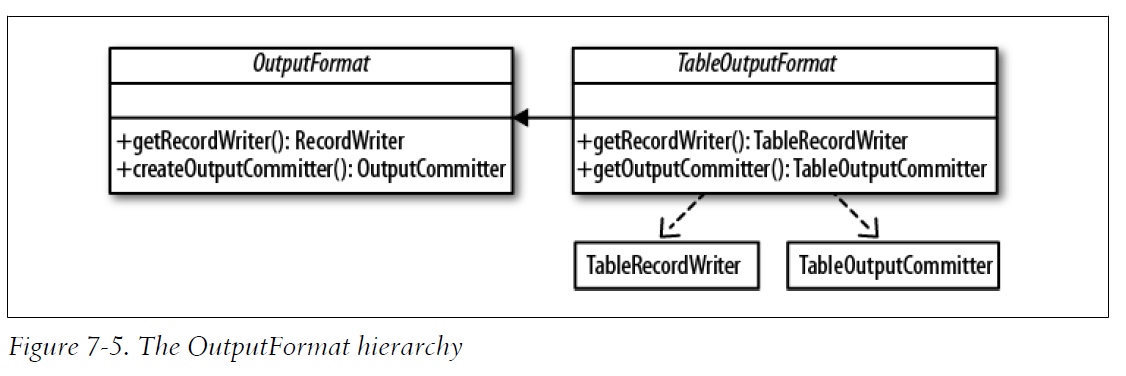 OutputFormat
+getRecordWriter(): RecordWriter
+createOutputCommitter(): OutputCommitter
TableOutputFormat
+getRecordWriter(): TableRecordWriter
+getOutputCommitter(): TableOutputCommitter
TableRecordWriter
TableOutputCommitter
Figure 7-5. The OutputFormat hierarchy